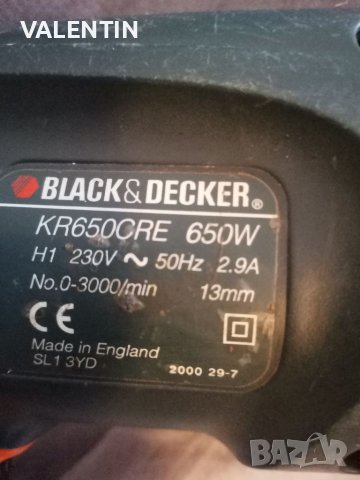 VALENTIN
BLACK&DECKER®
KR650CRE 650W
H1 230V ~ 50Hz 2.9A
No.0-3000/min 13mm
CE
Made in England
SL1 3YD
2000 29-7
BAZAR